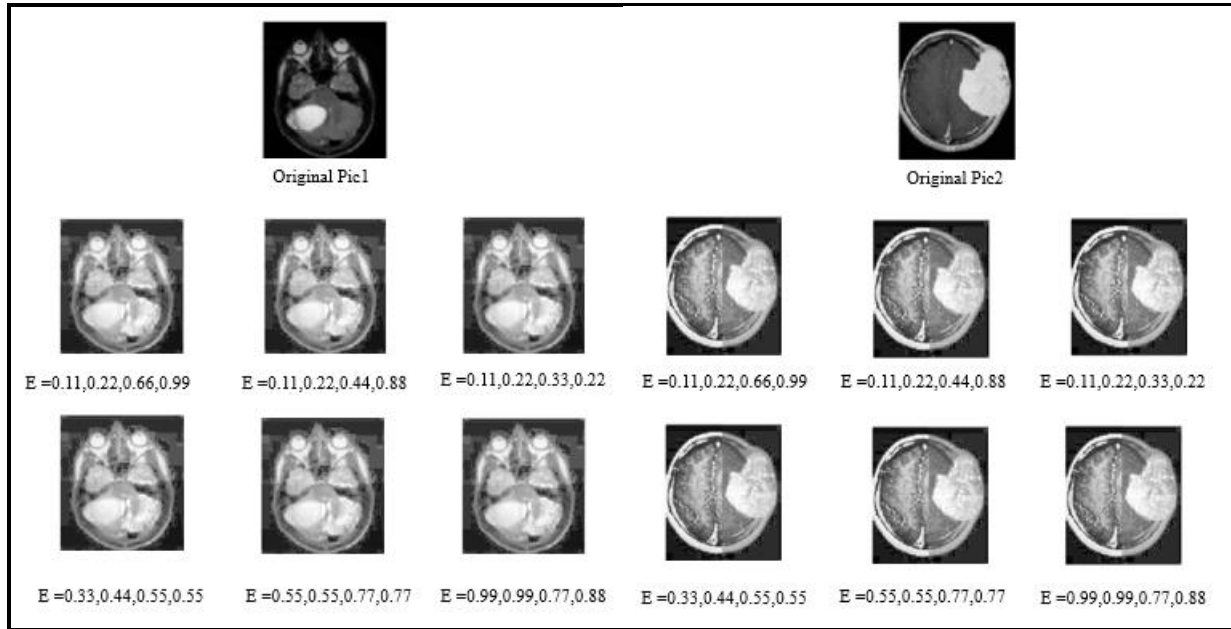 Original Pic1
Original Pic2
E =0.11,0.22,0.66,0.99
E =0.11,0.22,0.44,0.88
E =0.11,0.22,0.33,0.22
E =0.11,0.22,0.66,0.99
E =0.11,0.22,0.44,0.88
E =0.11,0.22,0.33,0.22
E =0.33,0.44,0.55,0.55
E =0.55,0.55,0.77,0.77
E =0.99,0.99,0.77,0.88
E =0.33,0.44,0.55,0.55
E =0.55,0.55,0.77,0.77
E =0.99,0.99,0.77,0.88